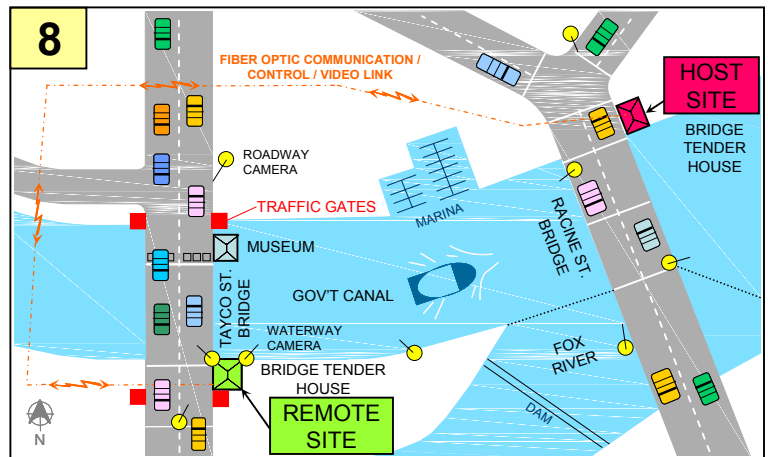 8
FIBER OPTIC COMMUNICATION /
CONTROL / VIDEO LINK
HOST
SITE
BRIDGE
TENDER
HOUSE
ROADWAY
CAMERA
TRAFFIC GATES
MARINA
RACINE ST.
BRIDGE
MUSEUM
GOV'T CANAL
TAYCO ST.
BRIDGE
WATERWAY
CAMERA
FOX
RIVER
BRIDGE TENDER
HOUSE
REMOTE
SITE
DAM
N